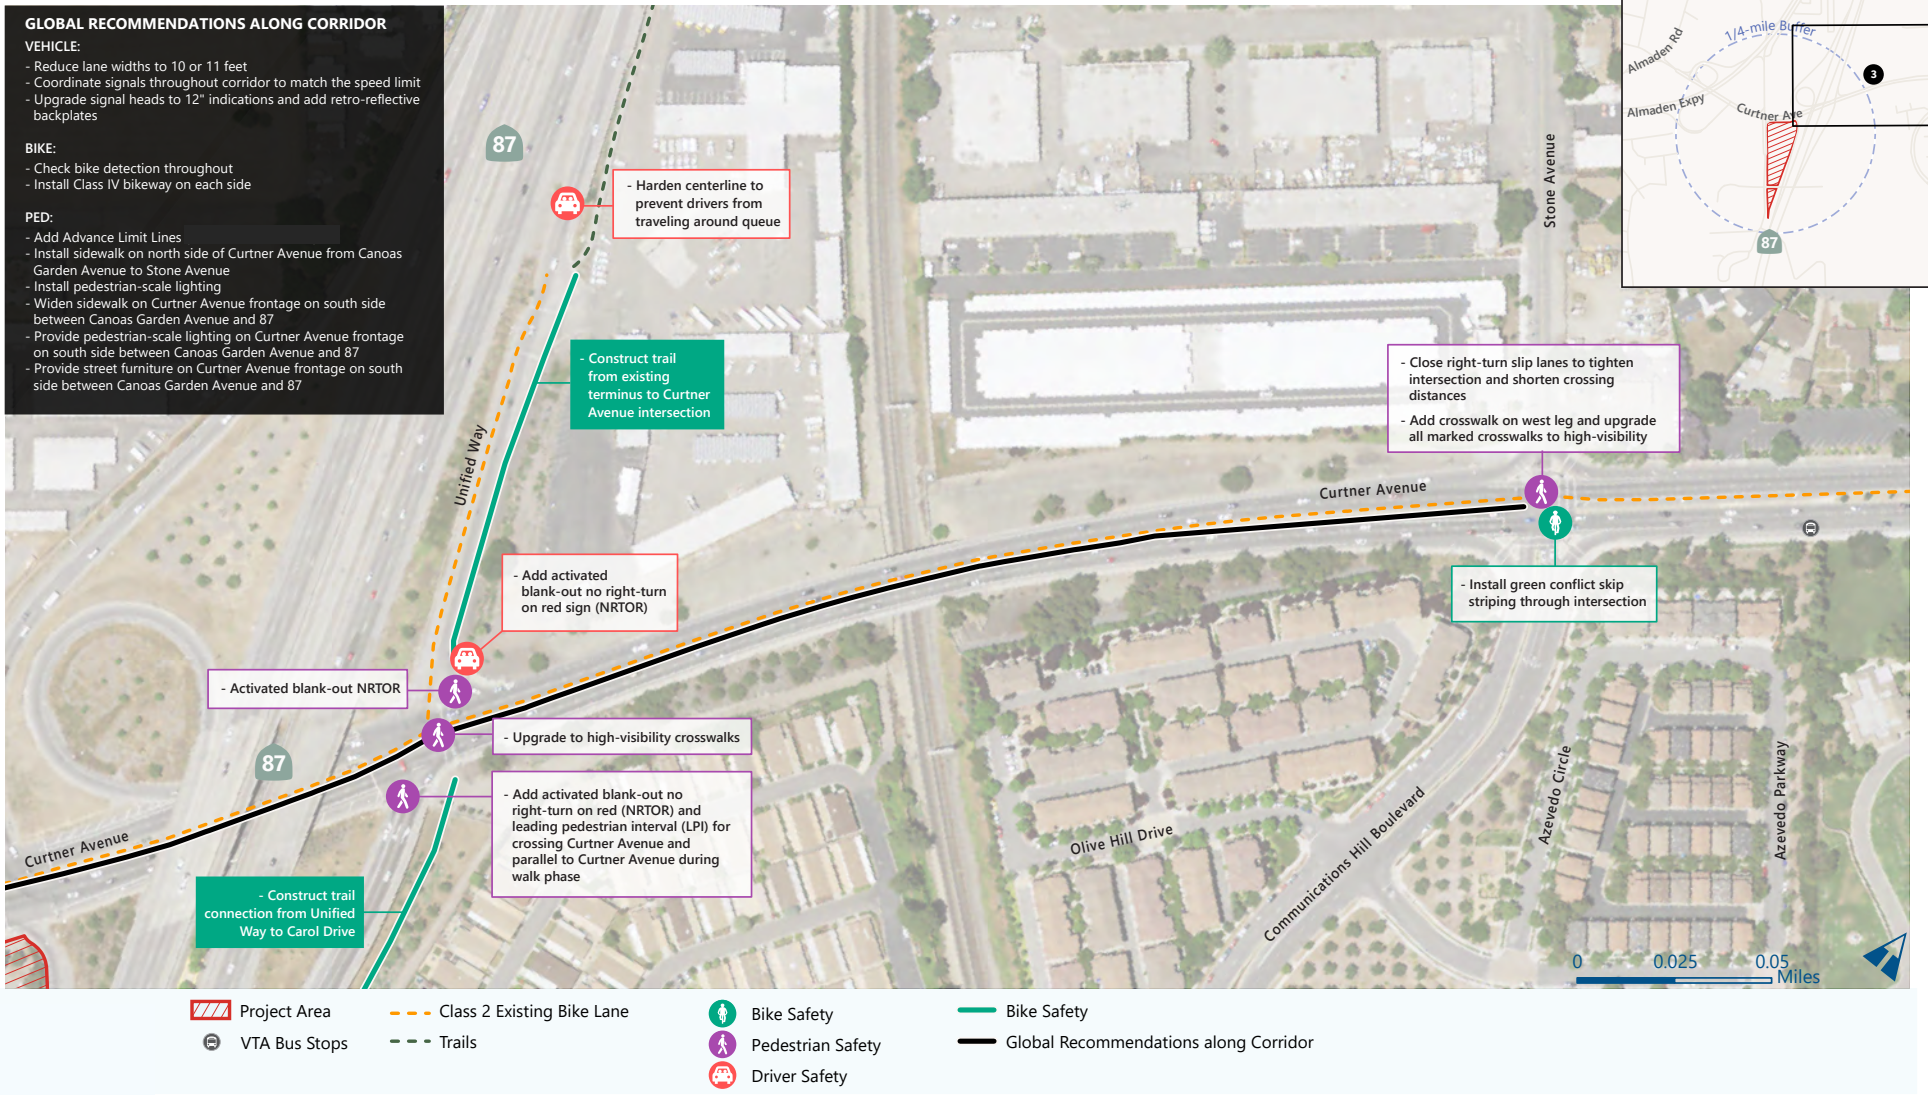 GLOBAL RECOMMENDATIONS ALONG CORRIDOR
VEHICLE:
- Reduce lane widths to 10 or 11 feet
- Coordinate signals throughout corridor to match the speed limit
- Upgrade signal heads to 12" indications and add retro-reflective
backplates
BIKE:
- Check bike detection throughout
- Install Class IV bikeway on each side
PED:
- Add Advance Limit Lines
- Install sidewalk on north side of Curtner Avenue from Canoas
Garden Avenue to Stone Avenue
- Install pedestrian-scale lighting
- Widen sidewalk on Curtner Avenue frontage on south side
between Canoas Garden Avenue and 87
- Provide pedestrian-scale lighting on Curtner Avenue frontage
on south side between Canoas Garden Avenue and 87
- Provide street furniture on Curtner Avenue frontage on south
side between Canoas Garden Avenue and 87
87
- Harden centerline to
prevent drivers from
traveling around queue
Stone Avenue
1/4-mile Buffer
Almaden Rd
3
Almaden Expy
Curtner Ave
87
- Construct trail
from existing
terminus to Curtner
Avenue intersection
Unified Way
- Close right-turn slip lanes to tighten
intersection and shorten crossing
distances
- Add crosswalk on west leg and upgrade
all marked crosswalks to high-visibility
Curtner Avenue
- Add activated
blank-out no right-turn
on red sign (NRTOR)
- Install green conflict skip
striping through intersection
- Activated blank-out NRTOR
- Upgrade to high-visibility crosswalks
87
- Add activated blank-out no
right-turn on red (NRTOR) and
leading pedestrian interval (LPI) for
crossing Curtner Avenue and
parallel to Curtner Avenue during
walk phase
Curtner Avenue
- Construct trail
connection from Unified
Way to Carol Drive
Olive Hill Drive
Communications Hill Boulevard
Azevedo Circle
Azevedo Parkway
0 0.025 0.05
Miles
Project Area
VTA Bus Stops
Class 2 Existing Bike Lane
Trails
Bike Safety
Pedestrian Safety
Driver Safety
Bike Safety
Global Recommendations along Corridor